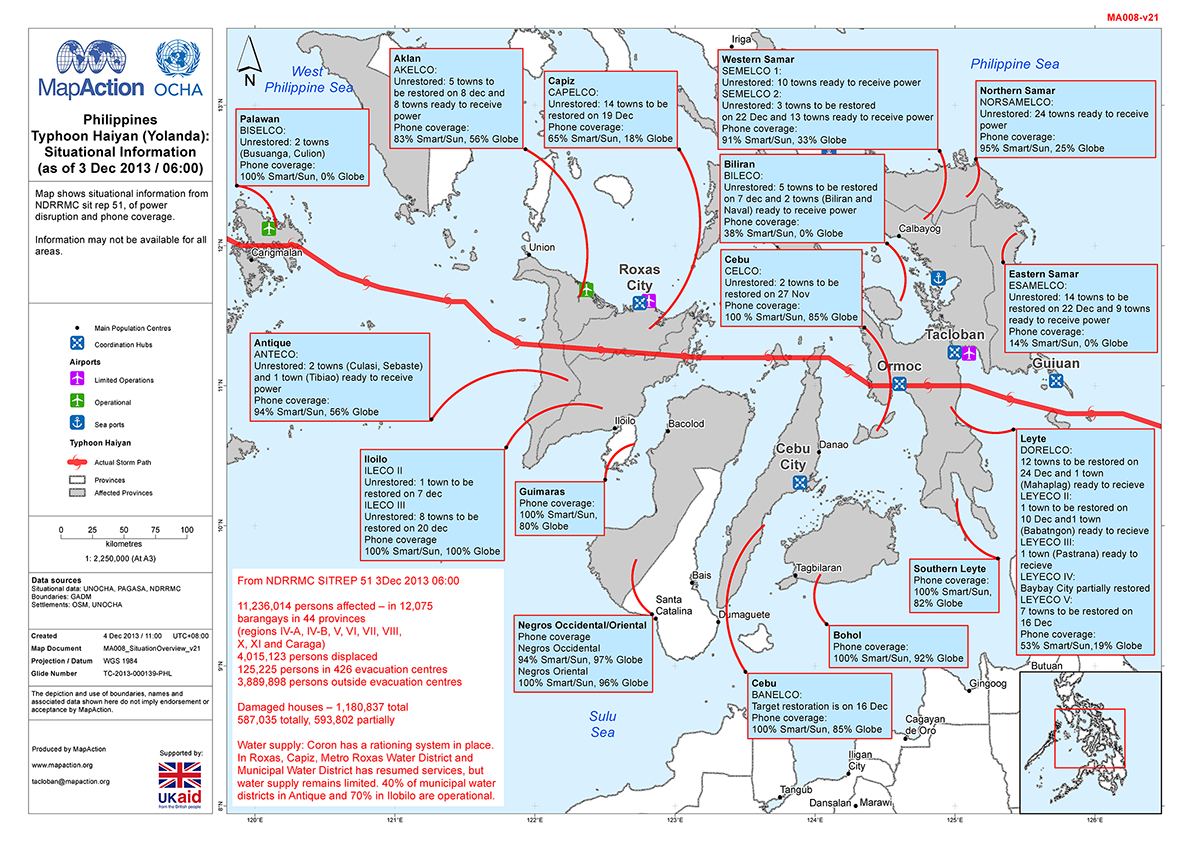 MA008-v21
MapAction
OCHA
Philippines
Typhoon Haiyan (Yolanda):
Situational Information
(as of 3 Dec 2013 / 06:00)
Map shows situational information from
NDRRMC sit rep 51, of power
disruption and phone coverage.
Information may not be available for all
areas.
Main Population Centres
Coordination Hubs
Airports
Limited Operations
Operational
Sea ports
Typhoon Haiyan
Actual Storm Path
Provinces
Affected Provinces
0 25 50 75 100
kilometres
1: 2,250,000 (At A3)
Data sources
Situational data: UNOCHA, PAGASA, NDRRMC
Boundaries: GADM
Settlements: OSM, UNOCHA
Created 4 Dec 2013 / 11:00 UTC+08:00
Map Document MA008_SituationOverview_v21
Projection / Datum WGS 1984
Glide Number TC-2013-000139-PHL
The depiction and use of boundaries, names and
associated data shown here do not imply endorsement or
acceptance by MapAction.
Produced by MapAction
www.mapaction.org
tacloban@mapaction.org
Supported by:
UKaid
from the British people
N
West
Philippine Sea
Philippine Sea
Sulu
Sea
Iriga
Palawan
BISELCO:
Unrestored: 2 towns
(Busuanga, Culion)
Phone coverage:
100% Smart/Sun, 0% Globe
Aklan
AKELCO:
Unrestored: 5 towns to
be restored on 8 dec and
8 towns ready to receive
power
Phone coverage:
83% Smart/Sun, 56% Globe
Capiz
CAPELCO:
Unrestored: 14 towns to be
restored on 19 Dec
Phone coverage:
65% Smart/Sun, 18% Globe
Western Samar
SEMELCO 1:
Unrestored: 10 towns ready to receive power
SEMELCO 2:
Unrestored: 3 towns to be restored
on 22 Dec and 13 towns ready to receive power
Phone coverage:
91% Smart/Sun, 33% Globe
Northern Samar
NORSAMELCO:
Unrestored: 24 towns ready to receive
power
Phone coverage:
95% Smart/Sun, 25% Globe
Biliran
BILECO:
Unrestored: 5 towns to be restored
on 7 dec and 2 towns (Biliran and
Naval) ready to receive power
Phone coverage:
38% Smart/Sun, 0% Globe
Cebu
CELCO:
Unrestored: 2 towns to be
restored on 27 Nov
Phone coverage:
100 % Smart/Sun, 85% Globe
Eastern Samar
ESAMELCO:
Unrestored: 14 towns to be
restored on 22 Dec and 9 towns
ready to receive power
Phone coverage:
14% Smart/Sun, 0% Globe
Antique
ANTECO:
Unrestored: 2 towns (Culasi, Sebaste)
and 1 town (Tibiao) ready to receive
power
Phone coverage:
94% Smart/Sun, 56% Globe
Iloilo
ILECO II
Unrestored: 1 town to be
restored on 7 dec
ILECO III
Unrestored: 8 towns to be
restored on 20 dec
Phone coverage
100% Smart/Sun, 100% Globe
Guimaras
Phone coverage:
100% Smart/Sun,
80% Globe
Leyte
DORELCO:
12 towns to be restored on
24 Dec and 1 town
(Mahaplag) ready to recieve
LEYECO II:
1 town to be restored on
10 Dec and1 town
(Babatngon) ready to recieve
LEYECO III:
1 town (Pastrana) ready to
recieve
LEYECO IV:
Baybay City partially restored
LEYECO V:
7 towns to be restored on
16 Dec
Phone coverage:
53% Smart/Sun,19% Globe
Southern Leyte
Phone coverage:
100% Smart/Sun,
82% Globe
Negros Occidental/Oriental
Phone coverage
Negros Occidental
94% Smart/Sun, 97% Globe
Negros Oriental
100% Smart/Sun, 96% Globe
Bohol
Phone coverage:
100% Smart/Sun, 92% Globe
Cebu
BANELCO:
Target restoration is on 16 Dec
Phone coverage:
100% Smart/Sun, 85% Globe
From NDRRMC SITREP 51 3Dec 2013 06:00
11,236,014 persons affected – in 12,075
barangays in 44 provinces
(regions IV-A, IV-B, V, VI, VII, VIII,
X, XI and Caraga)
4,015,123 persons displaced
125,225 persons in 426 evacuation centres
3,889,898 persons outside evacuation centres
Damaged houses – 1,180,837 total
587,035 totally, 593,802 partially
Water supply: Coron has a rationing system in place.
In Roxas, Capiz, Metro Roxas Water District and
Municipal Water District has resumed services, but
water supply remains limited. 40% of municipal water
districts in Antique and 70% in Ilobilo are operational.
Carigmalan
Union
Roxas
City
Calbayog
Tacloban
Guiuan
Ormoc
Iloilo
Bacolod
Danao
Cebu
City
Tagbilaran
Bais
Santa
Catalina
Dumaguete
Butuan
Gingoog
Cagayan
de Oro
Iligan
City
Tangub
Dansalan
Marawi
13°N
12°N
11°N
10°N
9°N
8°N
120°E
121°E
122°E
123°E
124°E
125°E
126°E